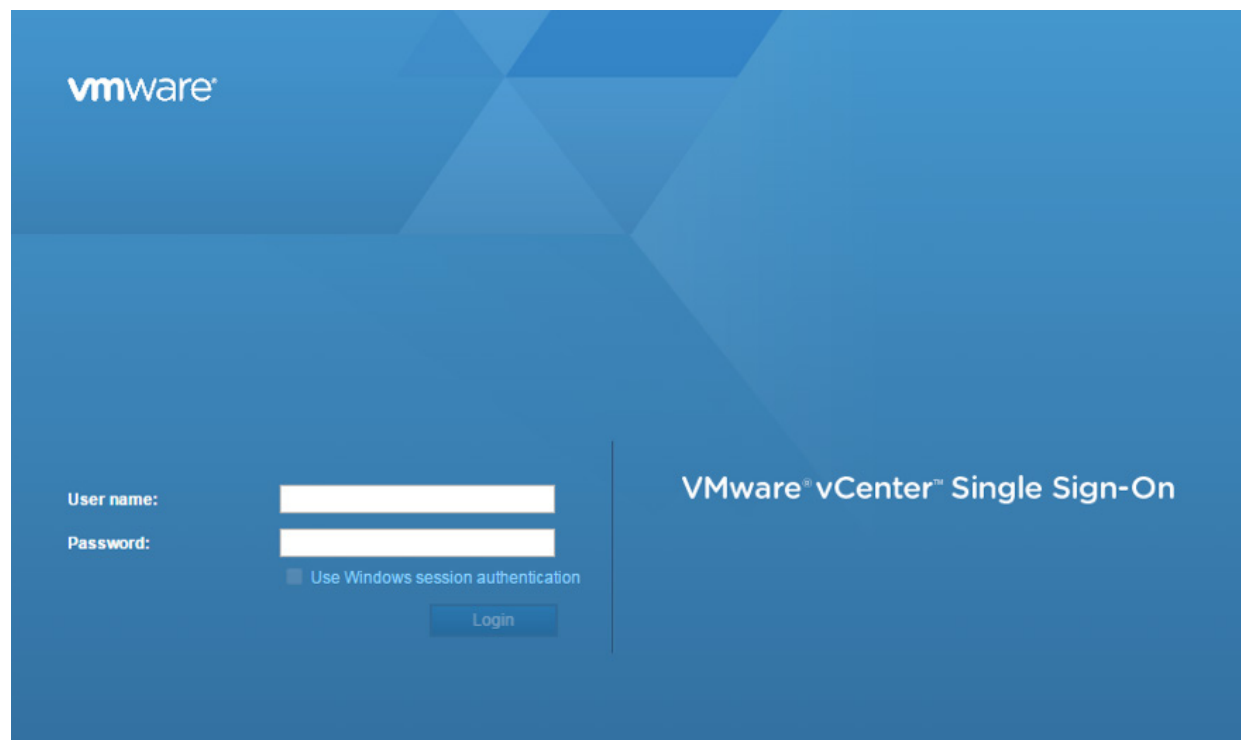 vmware®
User name:
VMware® vCenter™ Single Sign-On
Password:
Use Windows session authentication
Login